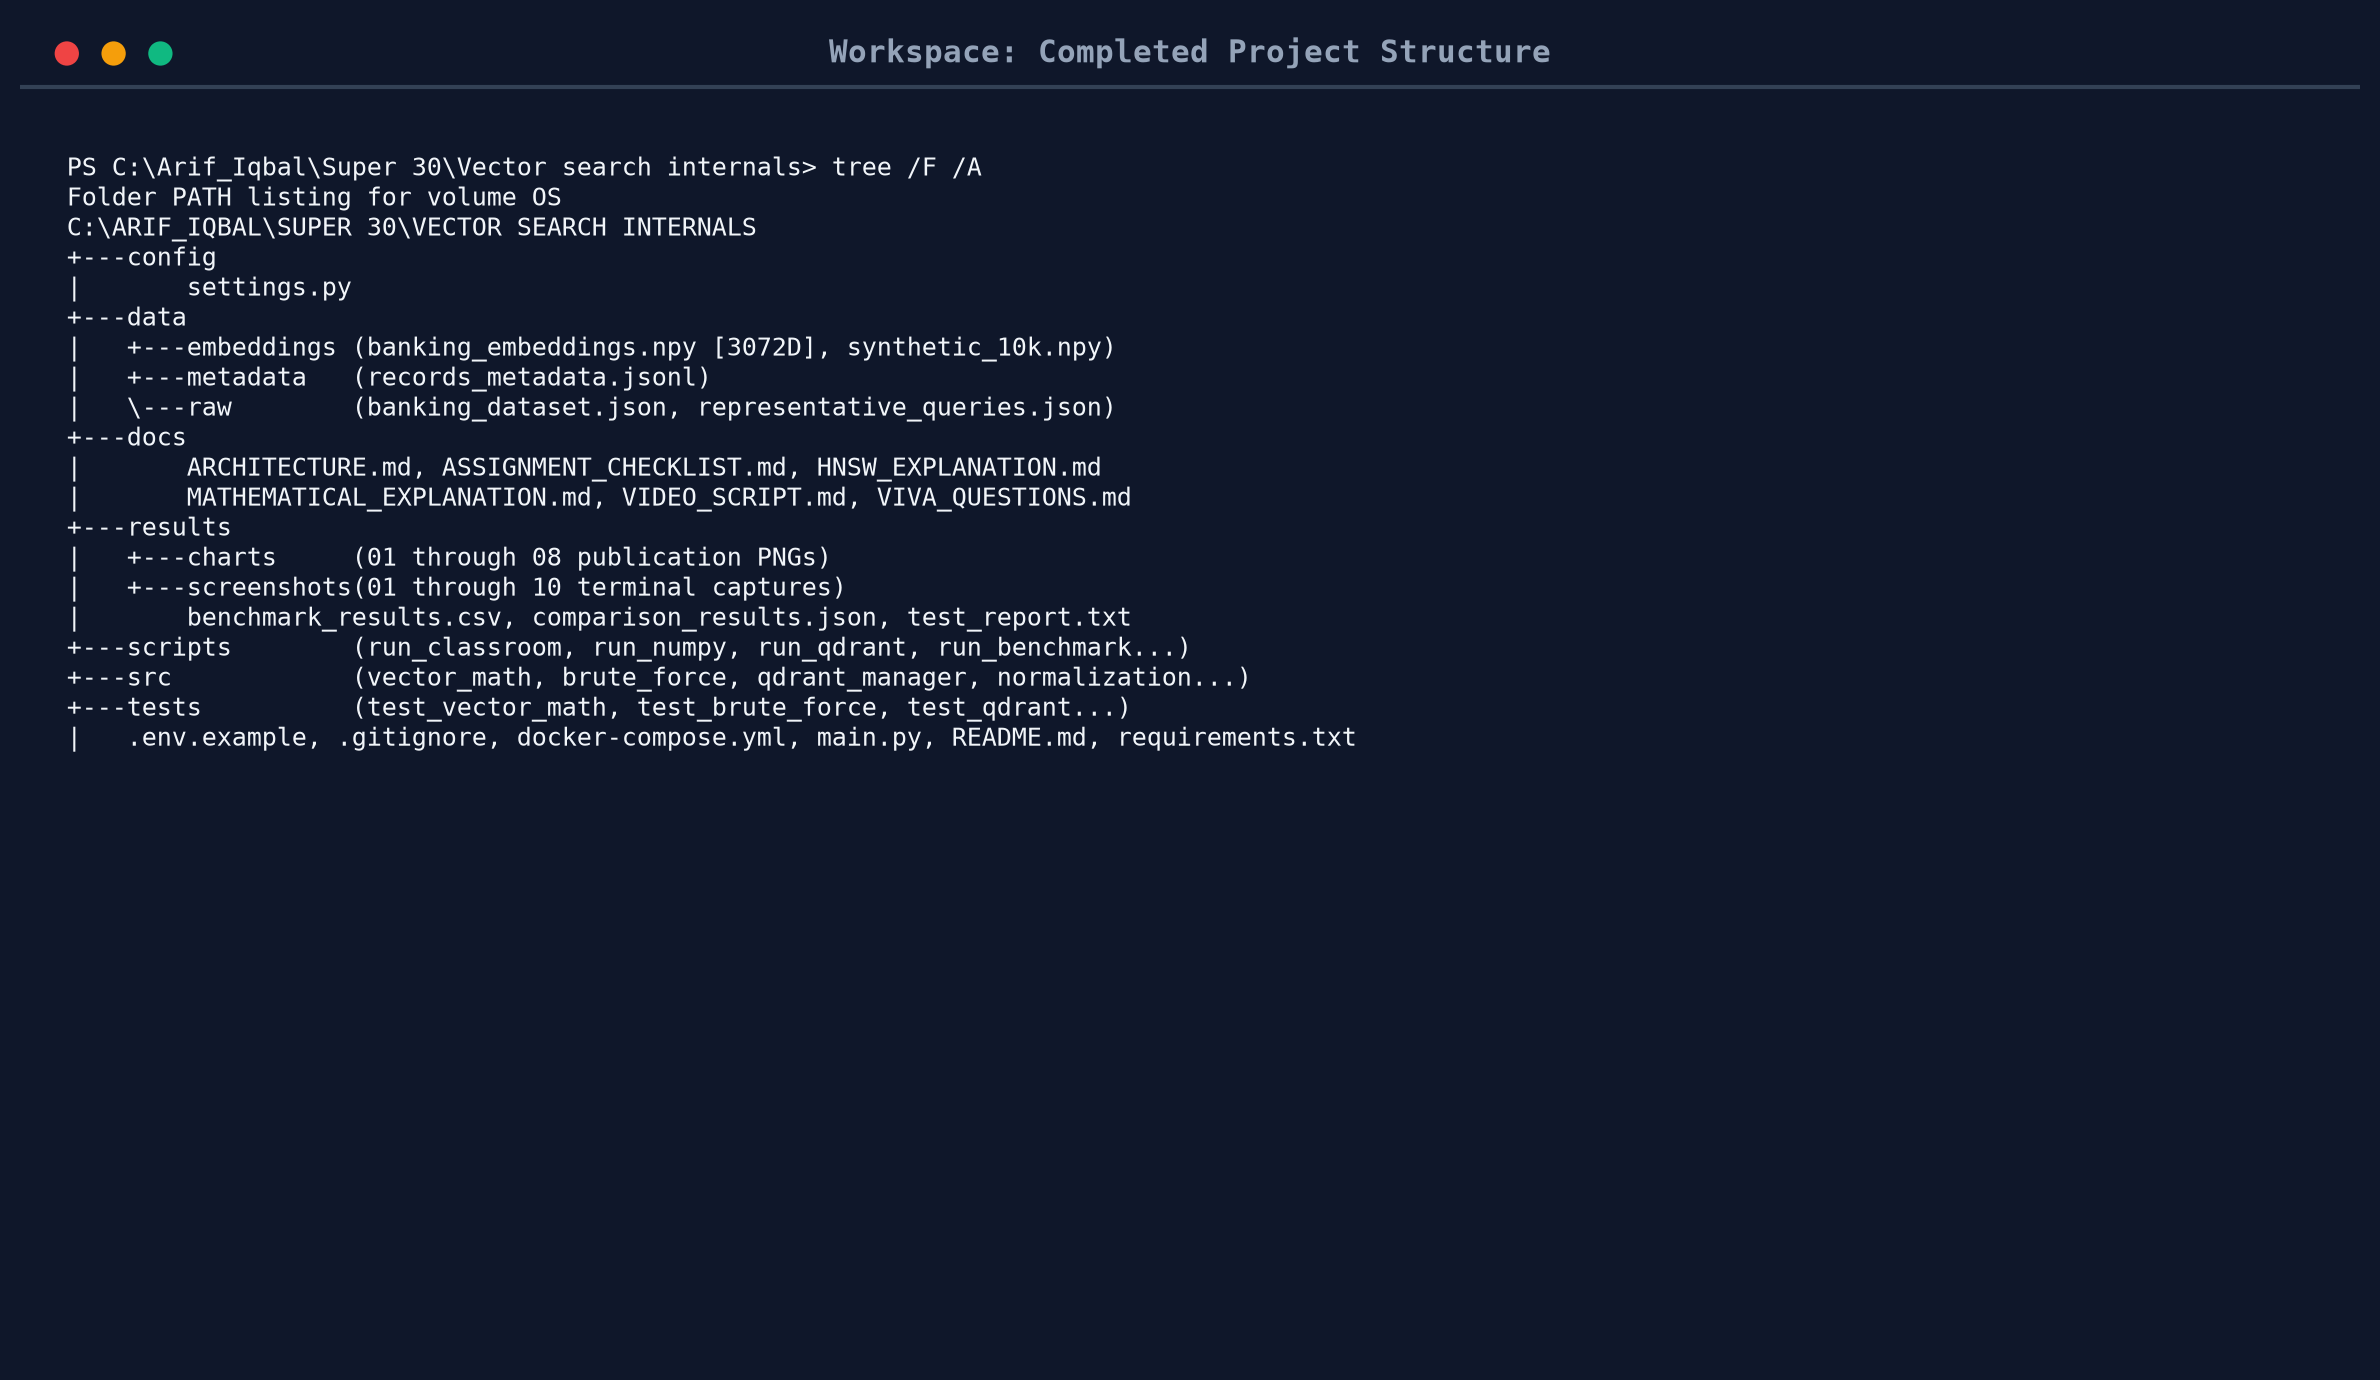 Workspace: Completed Project Structure
PS C:\Arif_Iqbal\Super 30\Vector search internals> tree /F /A
Folder PATH listing for volume OS
C:\ARIF_IQBAL\SUPER 30\VECTOR SEARCH INTERNALS
+---config
|       settings.py
+---data
|   +---embeddings (banking_embeddings.npy [3072D], synthetic_10k.npy)
|   +---metadata   (records_metadata.jsonl)
|   \---raw        (banking_dataset.json, representative_queries.json)
+---docs
|       ARCHITECTURE.md, ASSIGNMENT_CHECKLIST.md, HNSW_EXPLANATION.md
|       MATHEMATICAL_EXPLANATION.md, VIDEO_SCRIPT.md, VIVA_QUESTIONS.md
+---results
|   +---charts     (01 through 08 publication PNGs)
|   +---screenshots(01 through 10 terminal captures)
|       benchmark_results.csv, comparison_results.json, test_report.txt
+---scripts        (run_classroom, run_numpy, run_qdrant, run_benchmark...)
+---src            (vector_math, brute_force, qdrant_manager, normalization...)
+---tests          (test_vector_math, test_brute_force, test_qdrant...)
|   .env.example, .gitignore, docker-compose.yml, main.py, README.md, requirements.txt